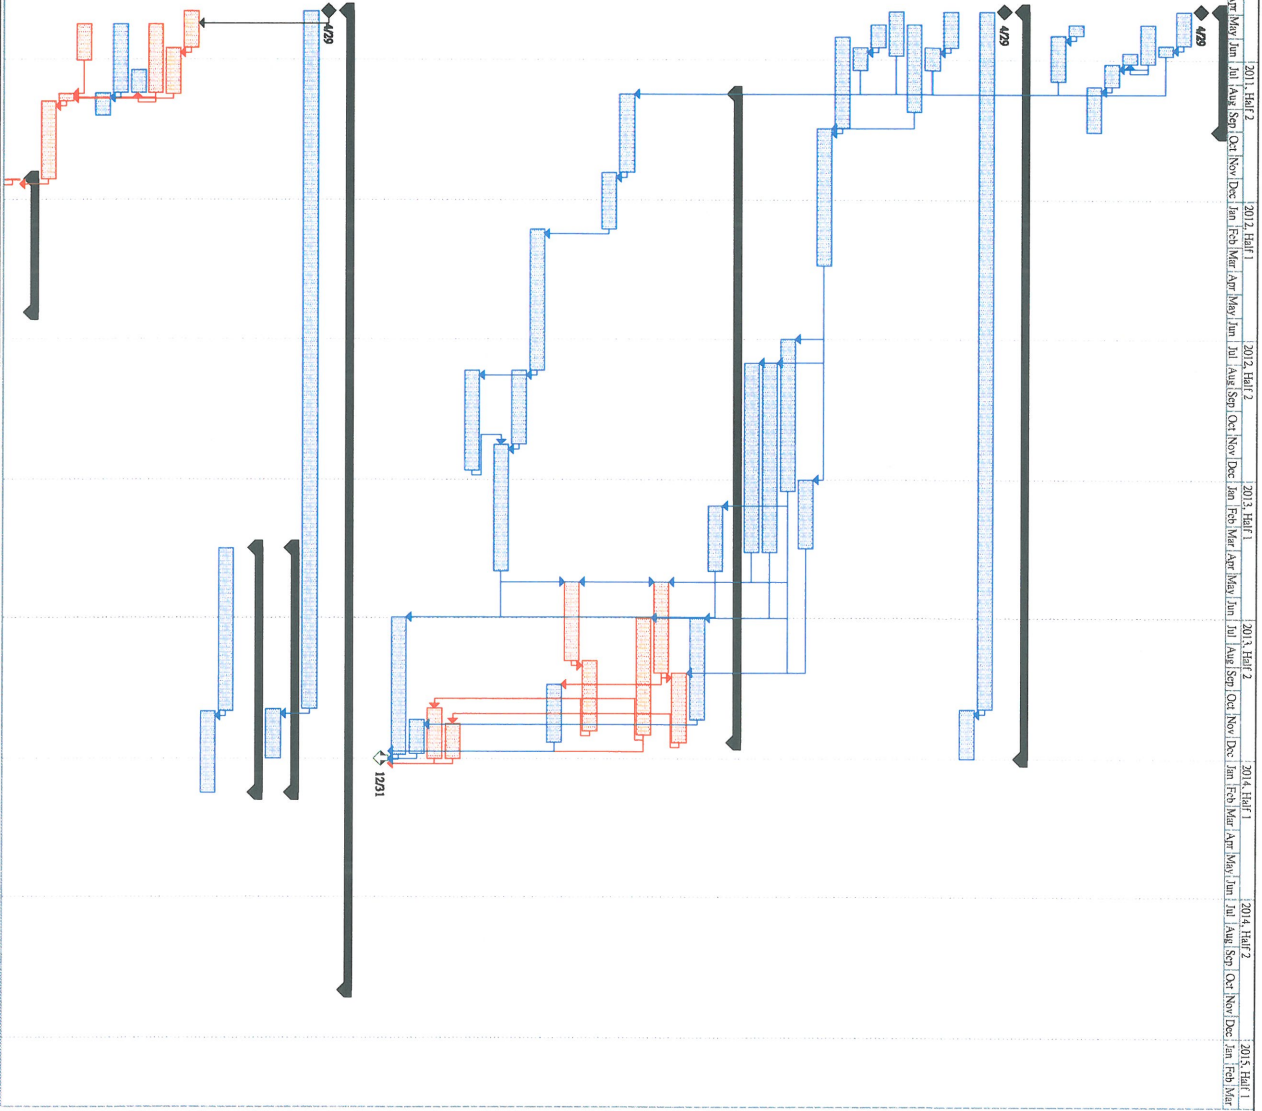 2011, Half 2 2012, Half 1 2012, Half 2 2013, Half 1 2013, Half 2 2014, Half 1 2014, Half 2 2015, Half 1
May Jun Jul Aug Sep Oct Nov Dec Jan Feb Mar Apr May Jun Jul Aug Sep Oct Nov Dec Jan Feb Mar Apr May Jun Jul Aug Sep Oct Nov Dec Jan Feb Mar Apr May Jun Jul Aug Sep Oct Nov Dec Jan Feb Mar
4/29
4/29
12/31
4/29